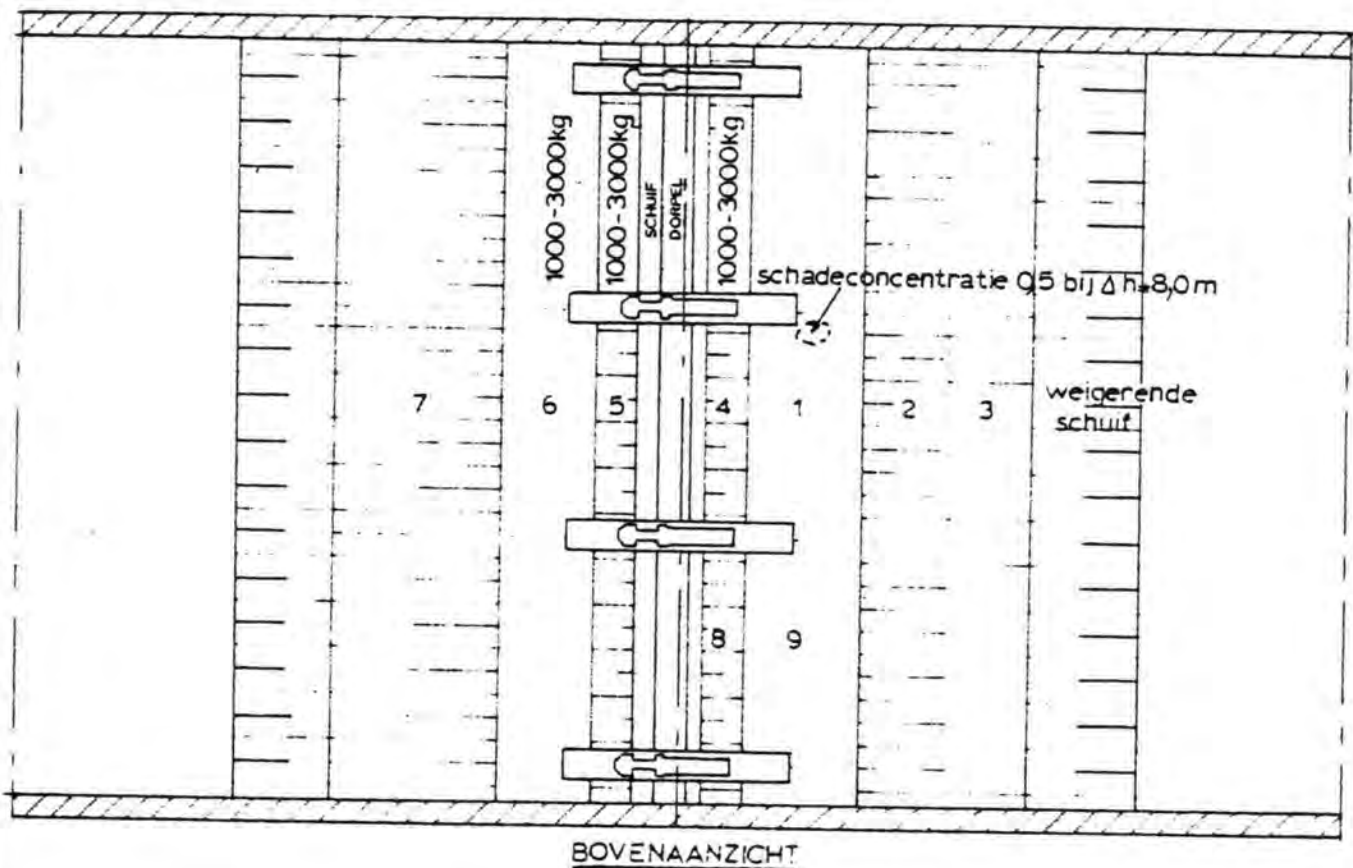 1000-3000kg
1000-3000kg
SCHUIF
DORPEL
1000-3000kg
schadeconcentratie 0,5 bij Δ h=8,0m
7
6
5
4
1
2
3
weigerende
schuif
8
9
BOVENAANZICHT